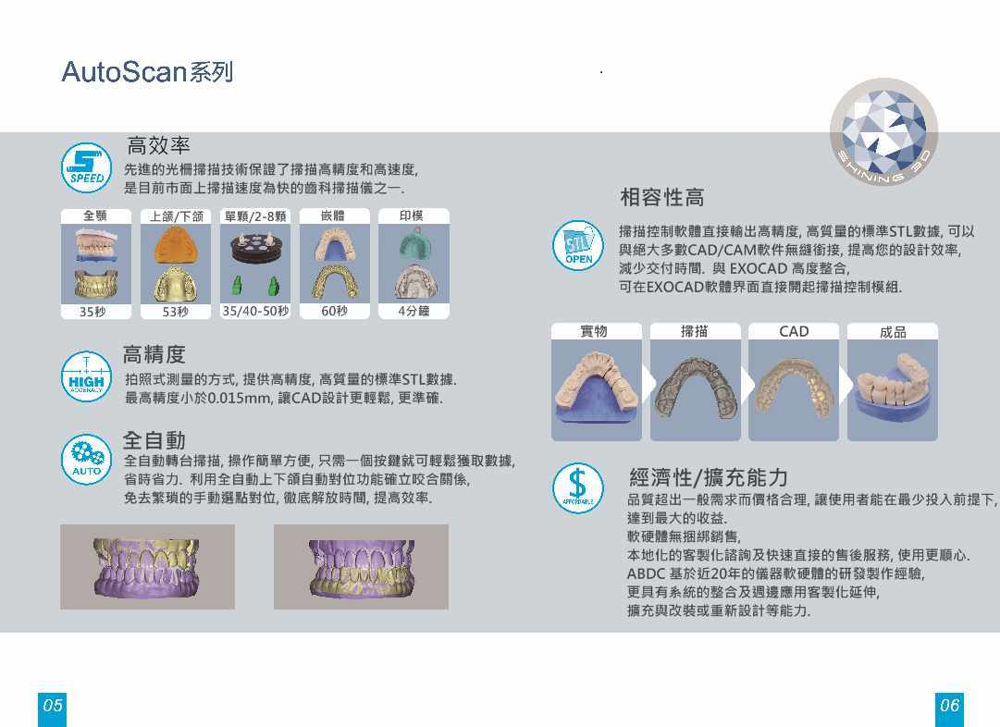 AutoScan系列
SHINING 3D
SPEED
高效率
先進的光柵掃描技術保證了掃描高精度和高速度,
是目前市面上掃描速度為快的齒科掃描儀之一.
全顎 上頜/下頜 單顆/2-8顆 嵌體 印模
35秒 53秒 35/40-50秒 60秒 4分鐘
HIGH
ACCERACY
高精度
拍照式測量的方式, 提供高精度, 高質量的標準STL數據.
最高精度小於0.015mm, 讓CAD設計更輕鬆, 更準確.
AUTO
全自動
全自動轉台掃描, 操作簡單方便, 只需一個按鍵就可輕鬆獲取數據,
省時省力. 利用全自動上下頜自動對位功能確立咬合關係,
免去繁瑣的手動選點對位, 徹底解放時間, 提高效率.
STL
OPEN
相容性高
掃描控制軟體直接輸出高精度, 高質量的標準STL數據, 可以
與絕大多數CAD/CAM軟件無縫銜接, 提高您的設計效率,
減少交付時間. 與 EXOCAD 高度整合,
可在EXOCAD軟體界面直接開起掃描控制模組.
實物 掃描 CAD 成品
$
AFFORDABLE
經濟性/擴充能力
品質超出一般需求而價格合理, 讓使用者能在最少投入前提下,
達到最大的收益.
軟硬體無捆綁銷售,
本地化的客製化諮詢及快速直接的售後服務, 使用更順心.
ABDC 基於近20年的儀器軟硬體的研發製作經驗,
更具有系統的整合及週邊應用客製化延伸,
擴充與改裝或重新設計等能力.
05
06